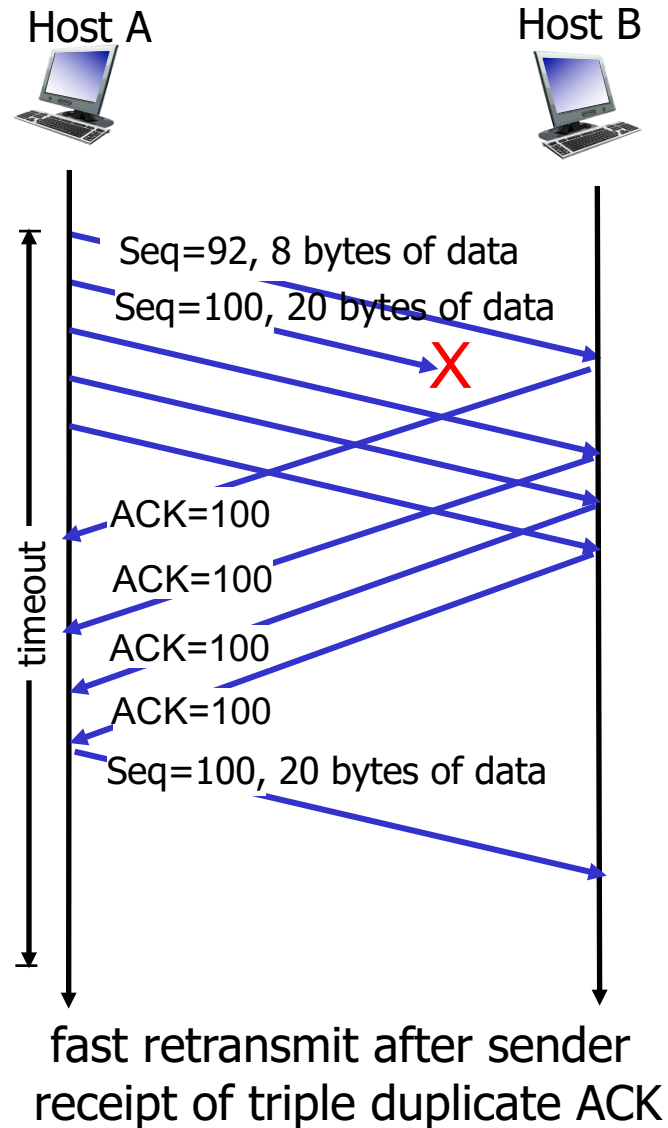 Host A
Host B
Seq=92, 8 bytes of data
Seq=100, 20 bytes of data
X
ACK=100
ACK=100
ACK=100
ACK=100
timeout
Seq=100, 20 bytes of data
fast retransmit after sender
receipt of triple duplicate ACK